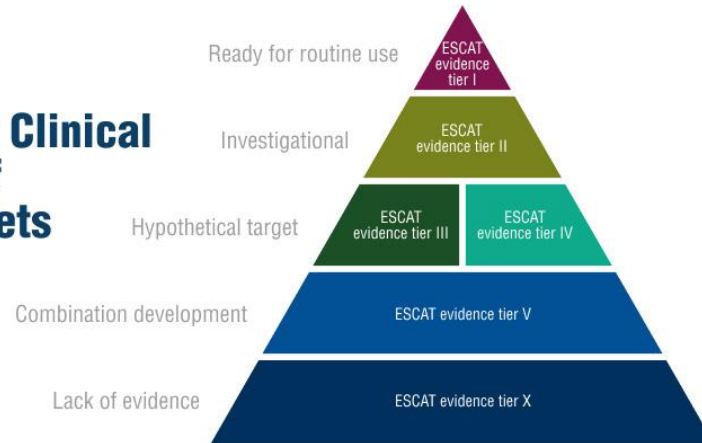 Ready for routine use
ESCAT
evidence
tier I
Clinical
ets
Investigational
ESCAT
evidence tier II
Hypothetical target
ESCAT
evidence tier III
ESCAT
evidence tier IV
Combination development
ESCAT evidence tier V
Lack of evidence
ESCAT evidence tier X